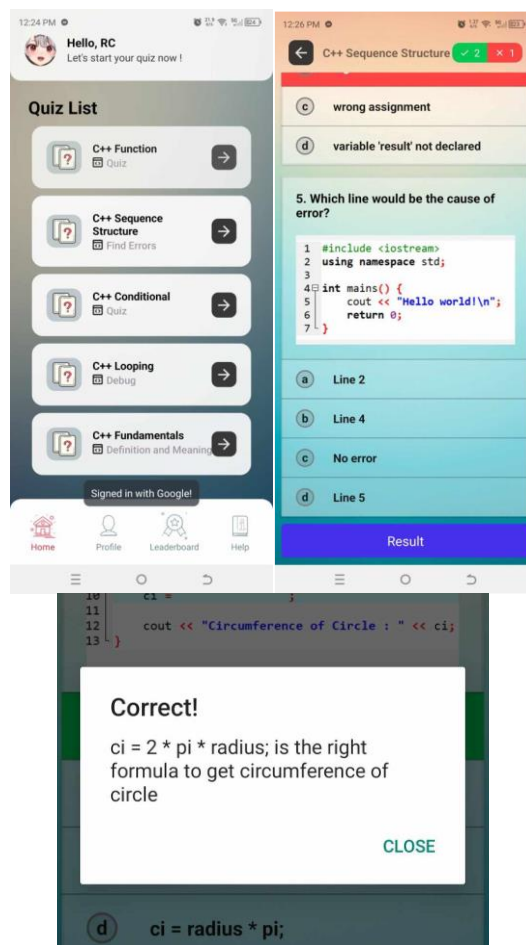 12:24 PM
Hello, RC
Let's start your quiz now !
Quiz List
C++ Function
Quiz
C++ Sequence
Structure
Find Errors
C++ Conditional
Quiz
C++ Looping
Debug
C++ Fundamentals
Definition and Meaning
Signed in with Google!
Home
Profile
Leaderboard
Help
12:26 PM
C++ Sequence Structure
2
1
c
wrong assignment
d
variable 'result' not declared
5. Which line would be the cause of
error?
1 #include <iostream>
2 using namespace std;
3
4 int mains() {
5 cout << "Hello world!\n";
6 return 0;
7 }
a
Line 2
b
Line 4
c
No error
d
Line 5
Result
10 ci = ;
11
12 cout << "Circumference of Circle : " << ci;
13 }
Correct!
ci = 2 * pi * radius; is the right
formula to get circumference of
circle
CLOSE
d
ci = radius * pi;